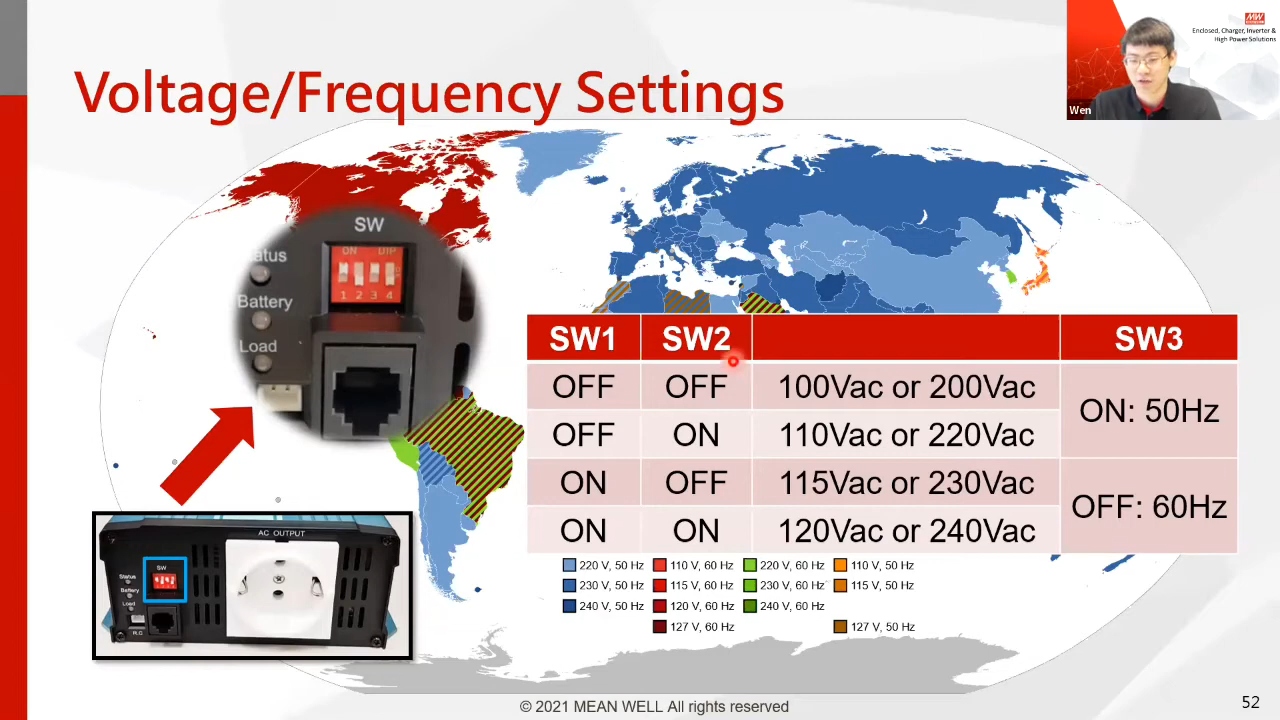 MW
MEAN WELL
Enclosed, Charger, Inverter &
High Power Solutions
Wen
Voltage/Frequency Settings
SW
ON DIP
1 2 3 4
tatus
Battery
Load
SW1 SW2 SW3
OFF OFF 100Vac or 200Vac ON: 50Hz
OFF ON 110Vac or 220Vac
ON OFF 115Vac or 230Vac OFF: 60Hz
ON ON 120Vac or 240Vac
220 V, 50 Hz 110 V, 60 Hz 220 V, 60 Hz 110 V, 50 Hz
230 V, 50 Hz 115 V, 60 Hz 230 V, 60 Hz 115 V, 50 Hz
240 V, 50 Hz 120 V, 60 Hz 240 V, 60 Hz
127 V, 60 Hz 127 V, 50 Hz
AC OUTPUT
SW
Status
Battery
Load
R.C
© 2021 MEAN WELL All rights reserved
52